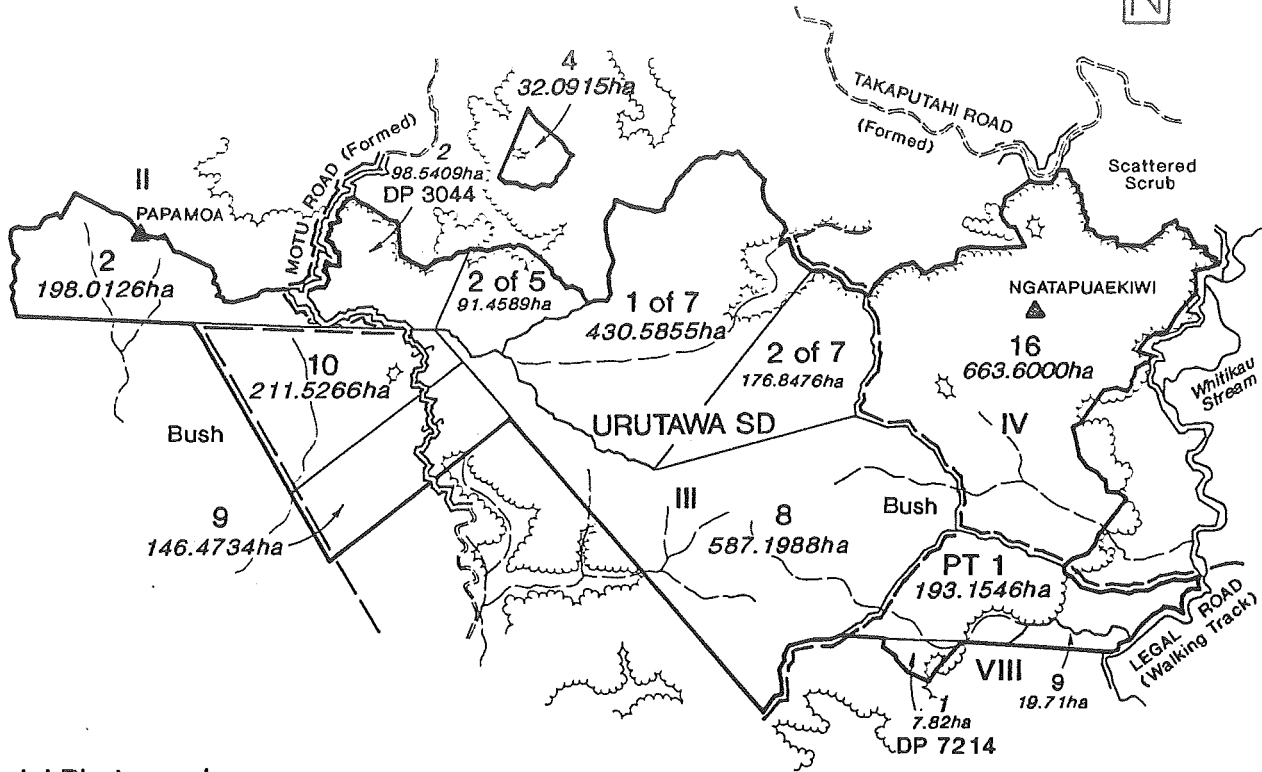 4
32.0915ha
TAKAPUTAHI ROAD
(Formed)
Scattered
Scrub
MOTU ROAD (Formed)
2
98.5409ha
DP 3044
II
PAPAMOA
2
198.0126ha
2 of 5
91.4589ha
1 of 7
430.5855ha
2 of 7
176.8476ha
NGATAPUAEKIWI
16
663.6000ha
Whitikau
Stream
10
211.5266ha
Bush
URUTAWA SD
IV
III
9
146.4734ha
8
587.1988ha
Bush
PT 1
193.1546ha
LEGAL ROAD
(Walking Track)
VIII
9
19.71ha
1
7.82ha
DP 7214